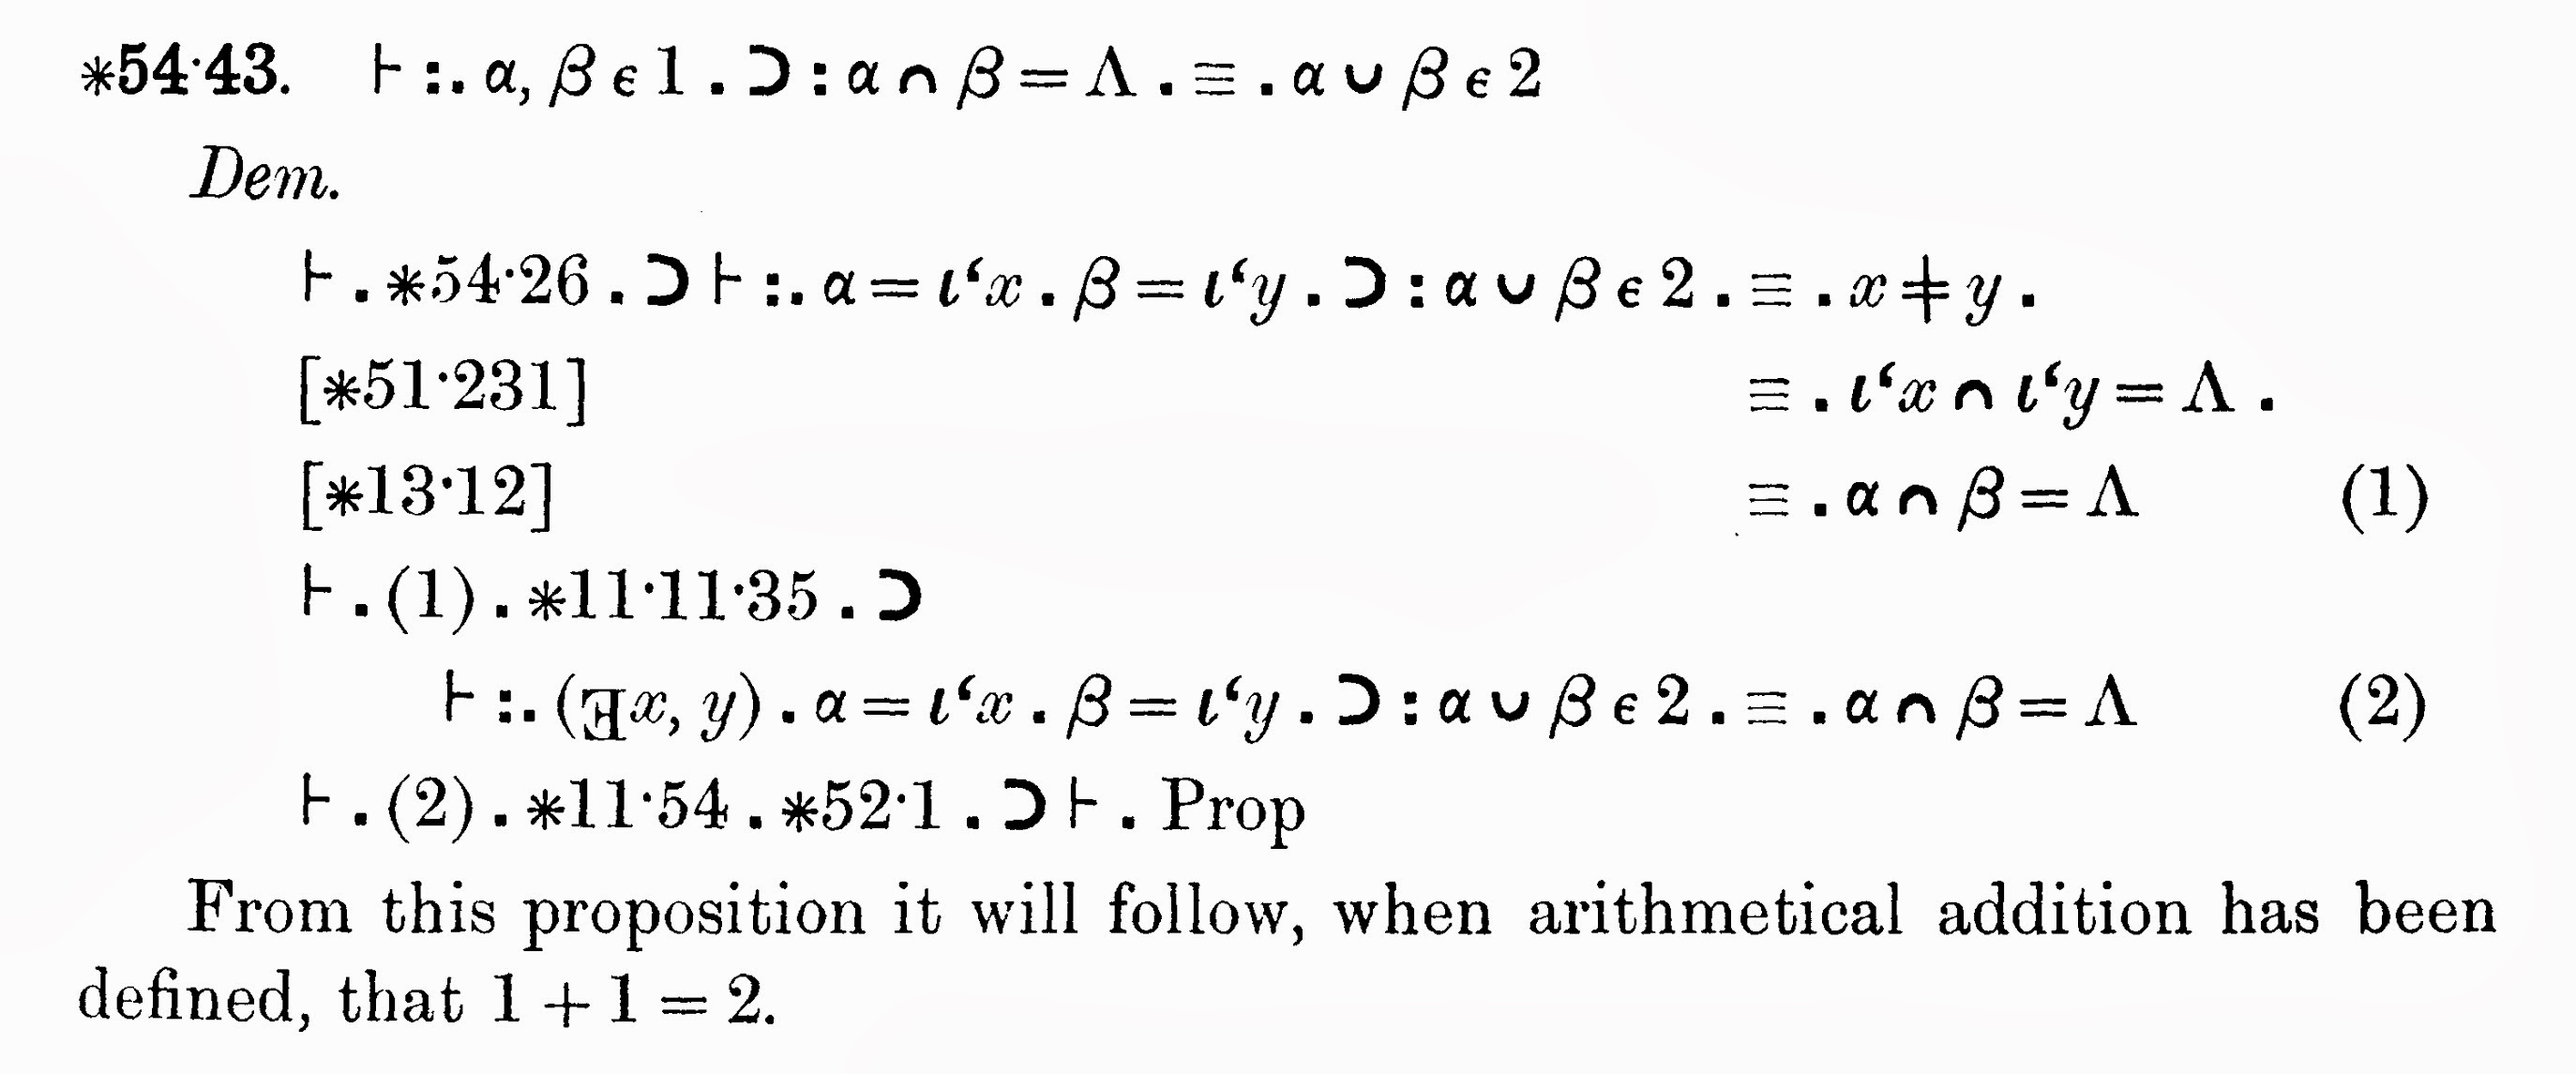 ∗54·43. ⊢ :. α, β ϵ 1 . ⊃ : α ∩ β = Λ . ≡ . α ∪ β ϵ 2
Dem.
⊢ . ∗54·26 . ⊃ ⊢ :. α = ι‘x . β = ι‘y . ⊃ : α ∪ β ϵ 2 . ≡ . x ≠ y .
[∗51·231] ≡ . ι‘x ∩ ι‘y = Λ .
[∗13·12] ≡ . α ∩ β = Λ (1)
⊢ . (1) . ∗11·11·35 . ⊃
⊢ :. (∃x, y) . α = ι‘x . β = ι‘y . ⊃ : α ∪ β ϵ 2 . ≡ . α ∩ β = Λ (2)
⊢ . (2) . ∗11·54 . ∗52·1 . ⊃ ⊢ . Prop
From this proposition it will follow, when arithmetical addition has been
defined, that 1 + 1 = 2.